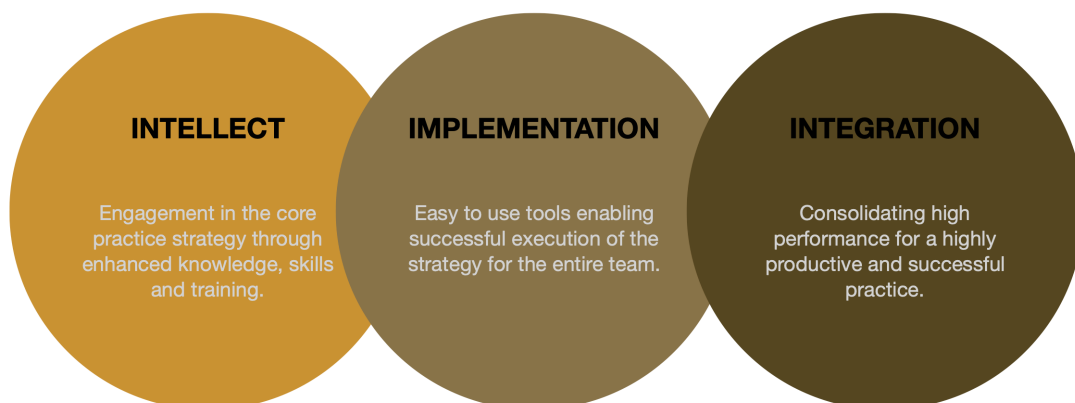 INTELLECT
Engagement in the core
practice strategy through
enhanced knowledge, skills
and training.
IMPLEMENTATION
Easy to use tools enabling
successful execution of the
strategy for the entire team.
INTEGRATION
Consolidating high
performance for a highly
productive and successful
practice.